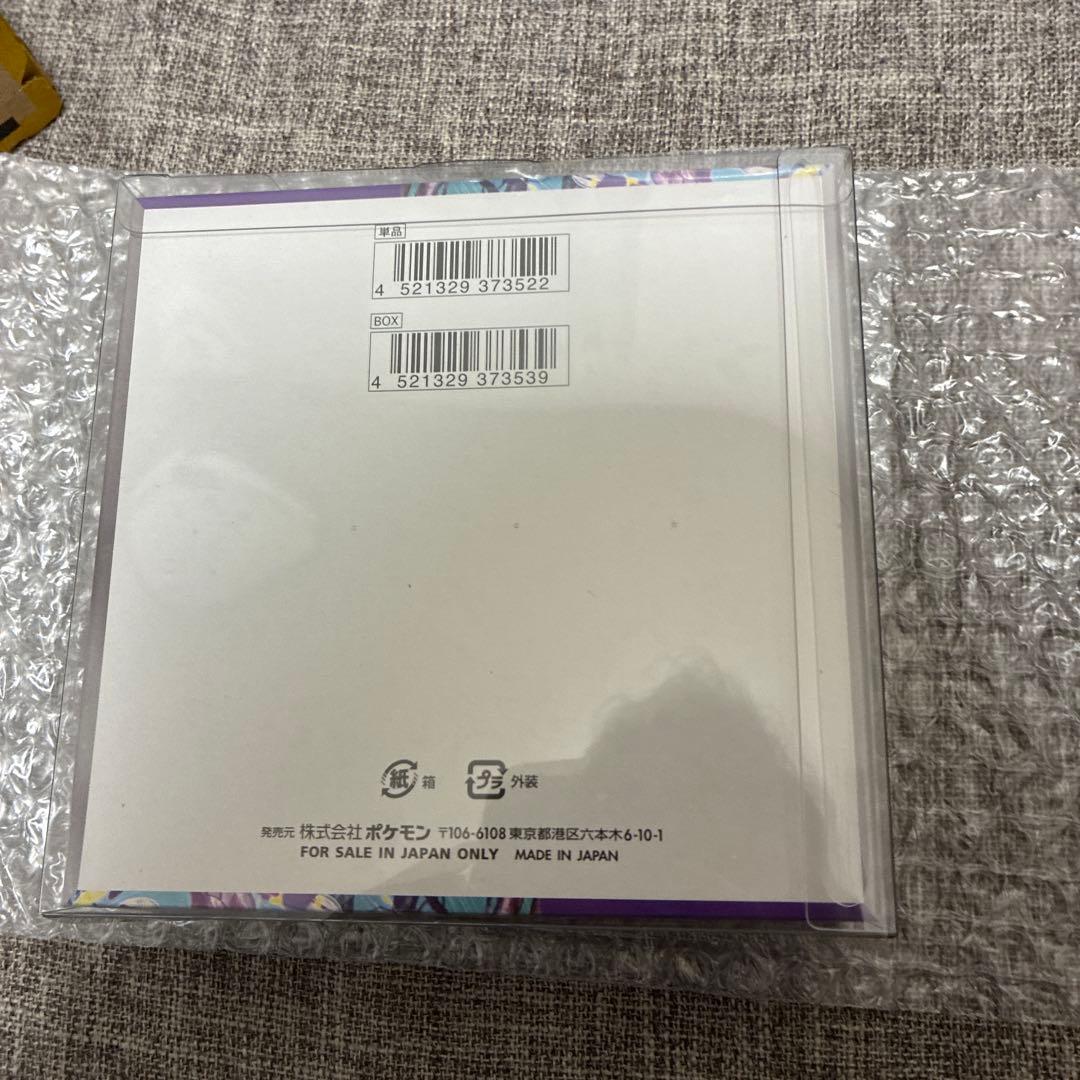 単品
4 521329 373522
BOX
4 521329 373539
紙 箱 プラ 外装
発売元 株式会社 ポケモン 〒106-6108 東京都港区六本木6-10-1
FOR SALE IN JAPAN ONLY MADE IN JAPAN